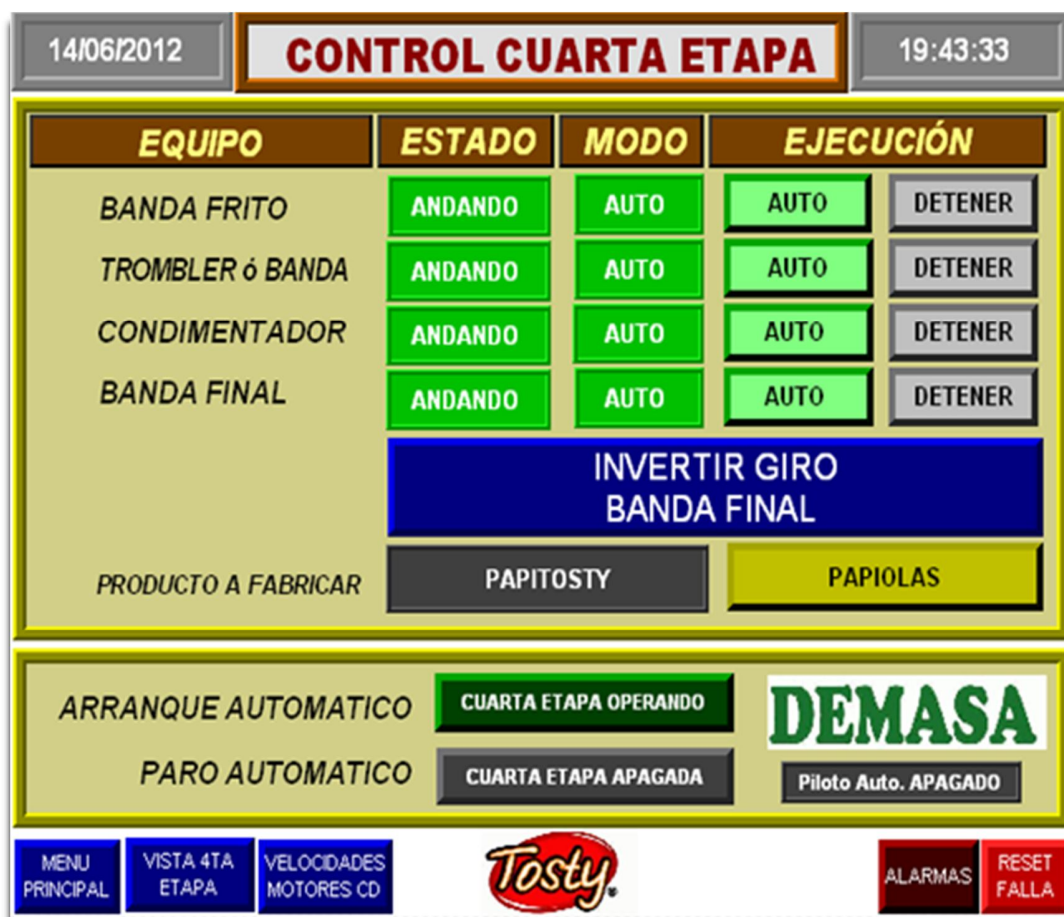 14/06/2012 CONTROL CUARTA ETAPA 19:43:33
EQUIPO ESTADO MODO EJECUCIÓN
BANDA FRITO ANDANDO AUTO AUTO DETENER
TROMBLER ó BANDA ANDANDO AUTO AUTO DETENER
CONDIMENTADOR ANDANDO AUTO AUTO DETENER
BANDA FINAL ANDANDO AUTO AUTO DETENER
INVERTIR GIRO
BANDA FINAL
PRODUCTO A FABRICAR PAPITOSTY PAPIOLAS
ARRANQUE AUTOMATICO CUARTA ETAPA OPERANDO DEMASA
PARO AUTOMATICO CUARTA ETAPA APAGADA Piloto Auto. APAGADO
MENU
PRINCIPAL
VISTA 4TA
ETAPA
VELOCIDADES
MOTORES CD
Tosty
ALARMAS
RESET
FALLA